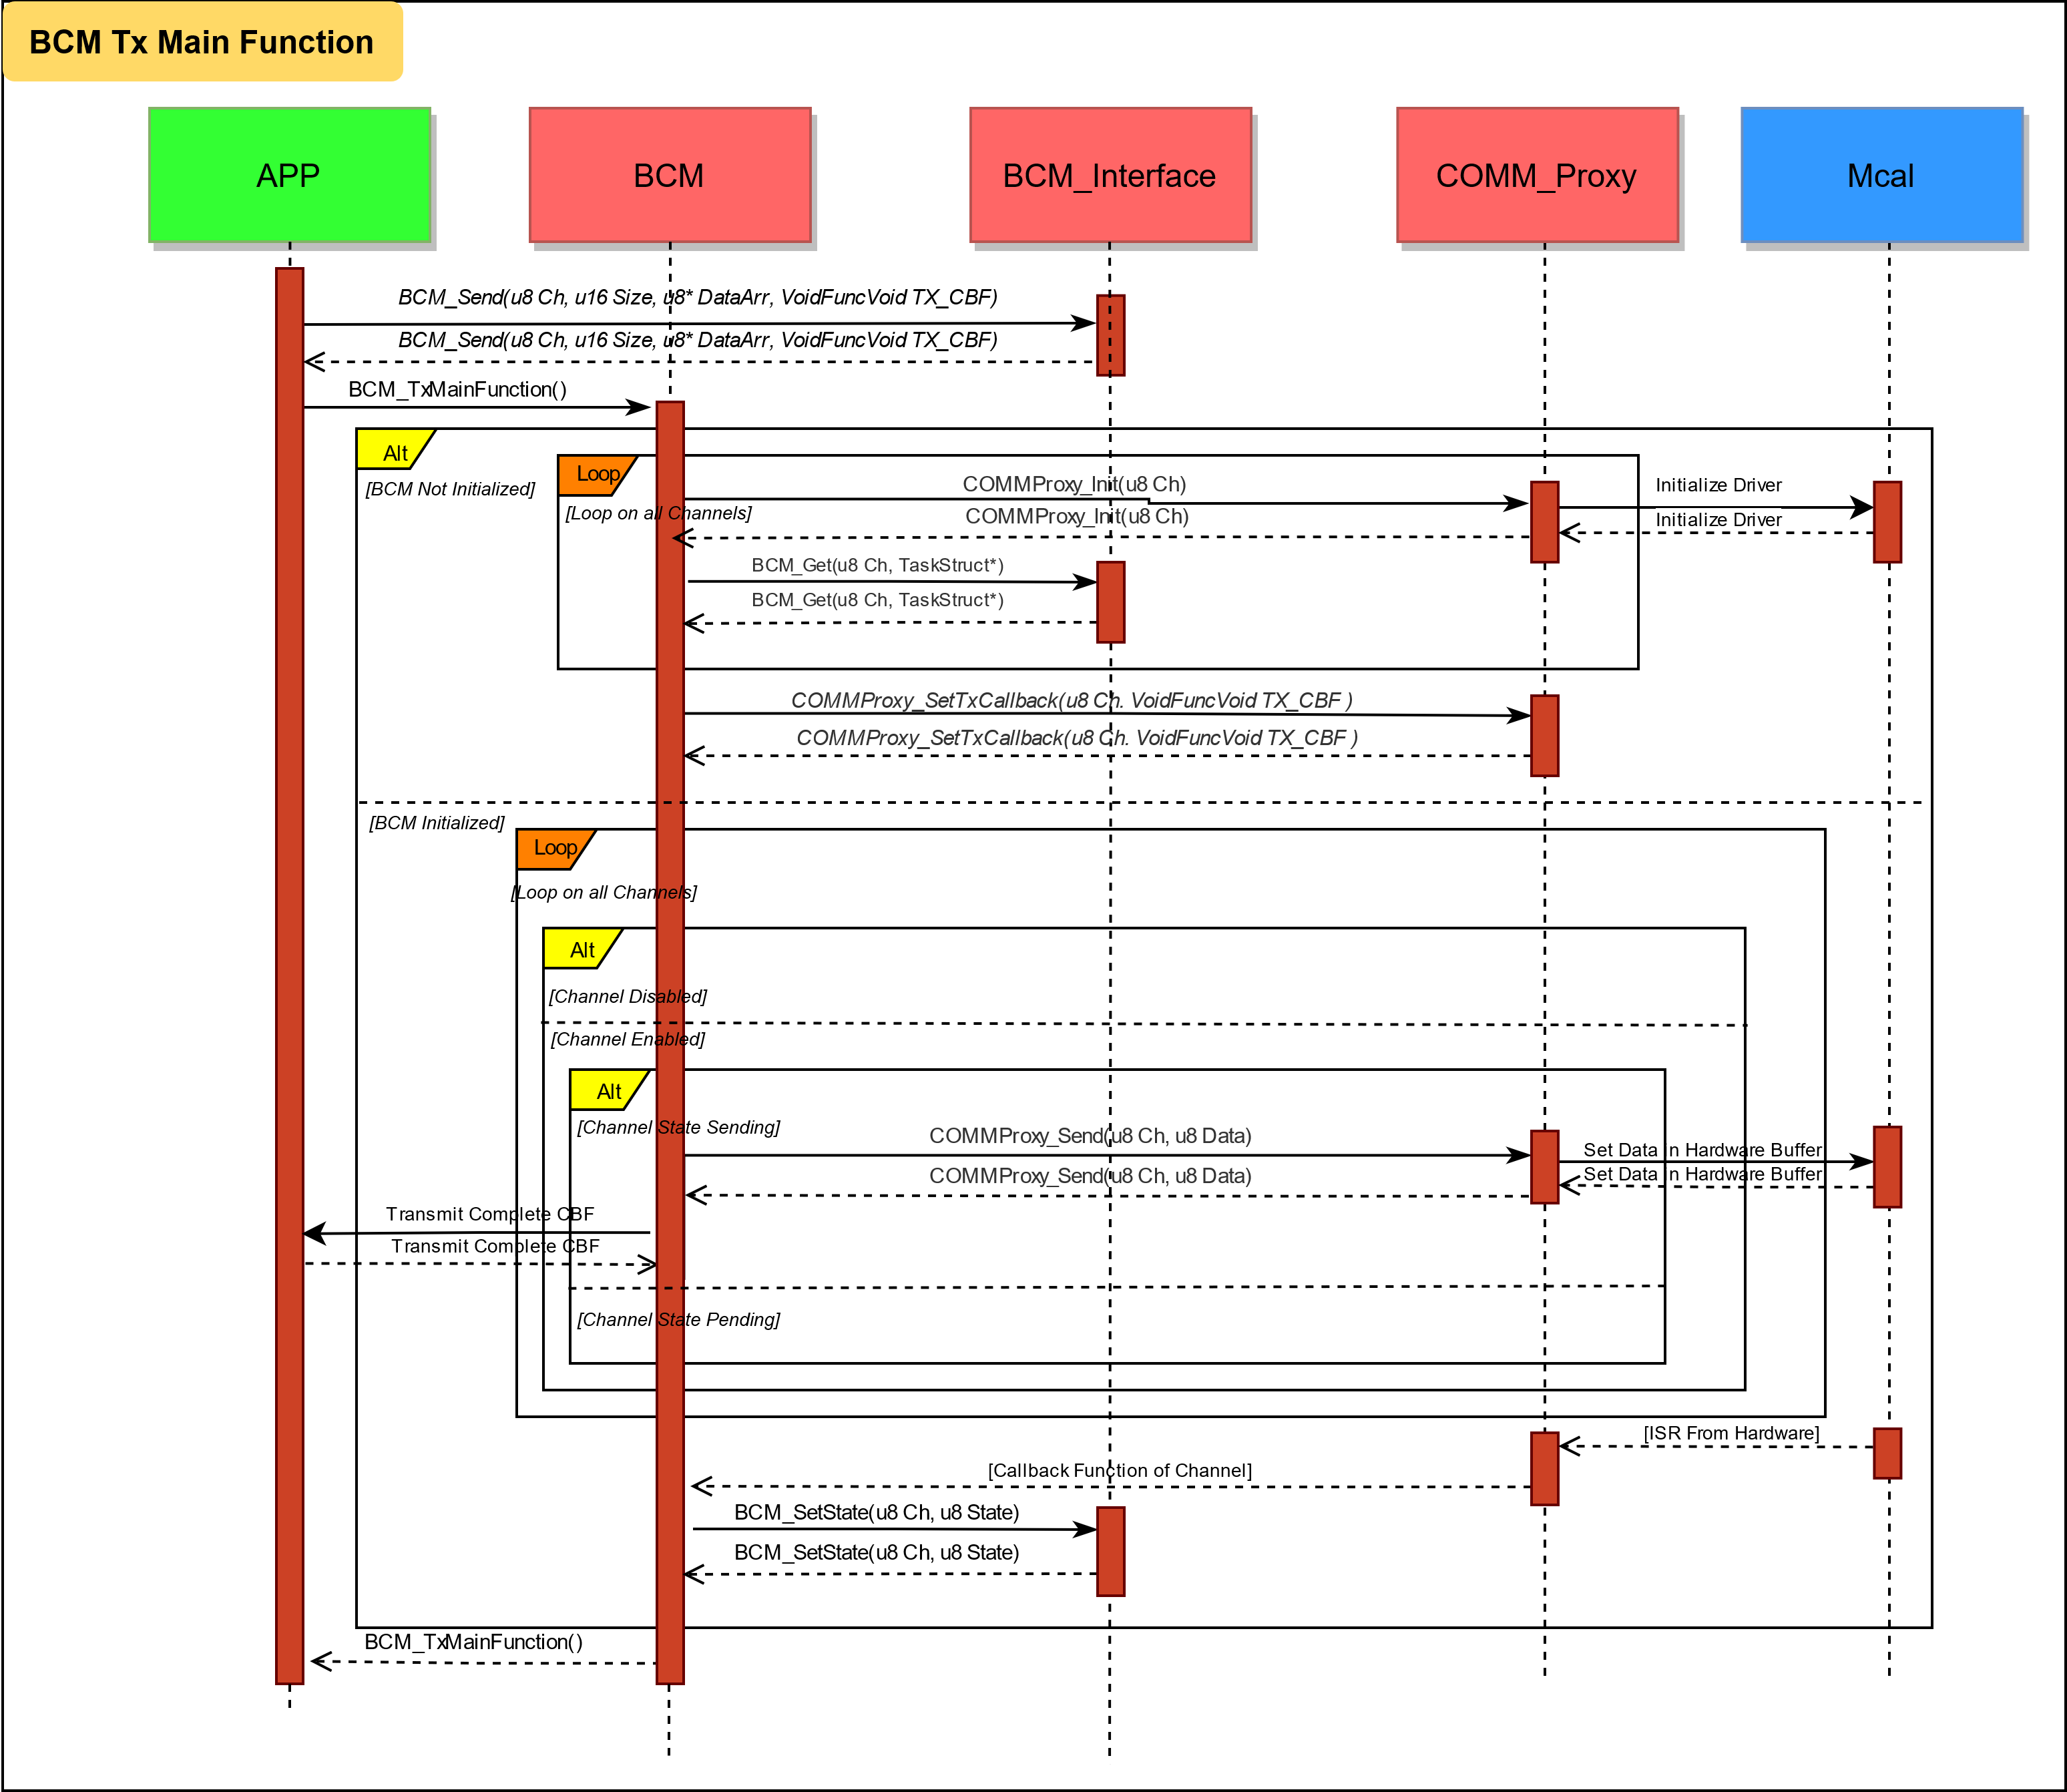 BCM Tx Main Function
APP
BCM
BCM_Interface
COMM_Proxy
Mcal
BCM_Send(u8 Ch, u16 Size, u8* DataArr, VoidFuncVoid TX_CBF)
BCM_Send(u8 Ch, u16 Size, u8* DataArr, VoidFuncVoid TX_CBF)
BCM_TxMainFunction()
Alt
[BCM Not Initialized]
Loop
[Loop on all Channels]
COMMProxy_Init(u8 Ch)
Initialize Driver
COMMProxy_Init(u8 Ch)
Initialize Driver
BCM_Get(u8 Ch, TaskStruct*)
BCM_Get(u8 Ch, TaskStruct*)
COMMProxy_SetTxCallback(u8 Ch. VoidFuncVoid TX_CBF )
COMMProxy_SetTxCallback(u8 Ch. VoidFuncVoid TX_CBF )
[BCM Initialized]
Loop
[Loop on all Channels]
Alt
[Channel Disabled]
[Channel Enabled]
Alt
[Channel State Sending]
COMMProxy_Send(u8 Ch, u8 Data)
Set Data in Hardware Buffer
COMMProxy_Send(u8 Ch, u8 Data)
Set Data in Hardware Buffer
Transmit Complete CBF
Transmit Complete CBF
[Channel State Pending]
[ISR From Hardware]
[Callback Function of Channel]
BCM_SetState(u8 Ch, u8 State)
BCM_SetState(u8 Ch, u8 State)
BCM_TxMainFunction()